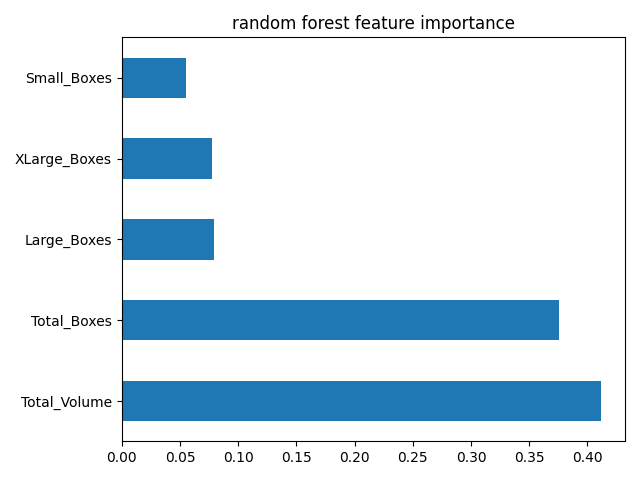 random forest feature importance
Small_Boxes
XLarge_Boxes
Large_Boxes
Total_Boxes
Total_Volume
0.00 0.05 0.10 0.15 0.20 0.25 0.30 0.35 0.40